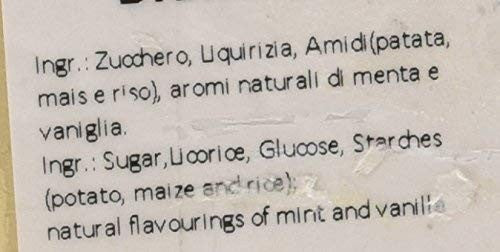 Ingr.: Zucchero, Liquirizia, Amidi(patata,
mais e riso), aromi naturali di menta e
vaniglia.
Ingr.: Sugar,Licorice, Glucose, Starches
(potato, maize and rice);
natural flavourings of mint and vanilla